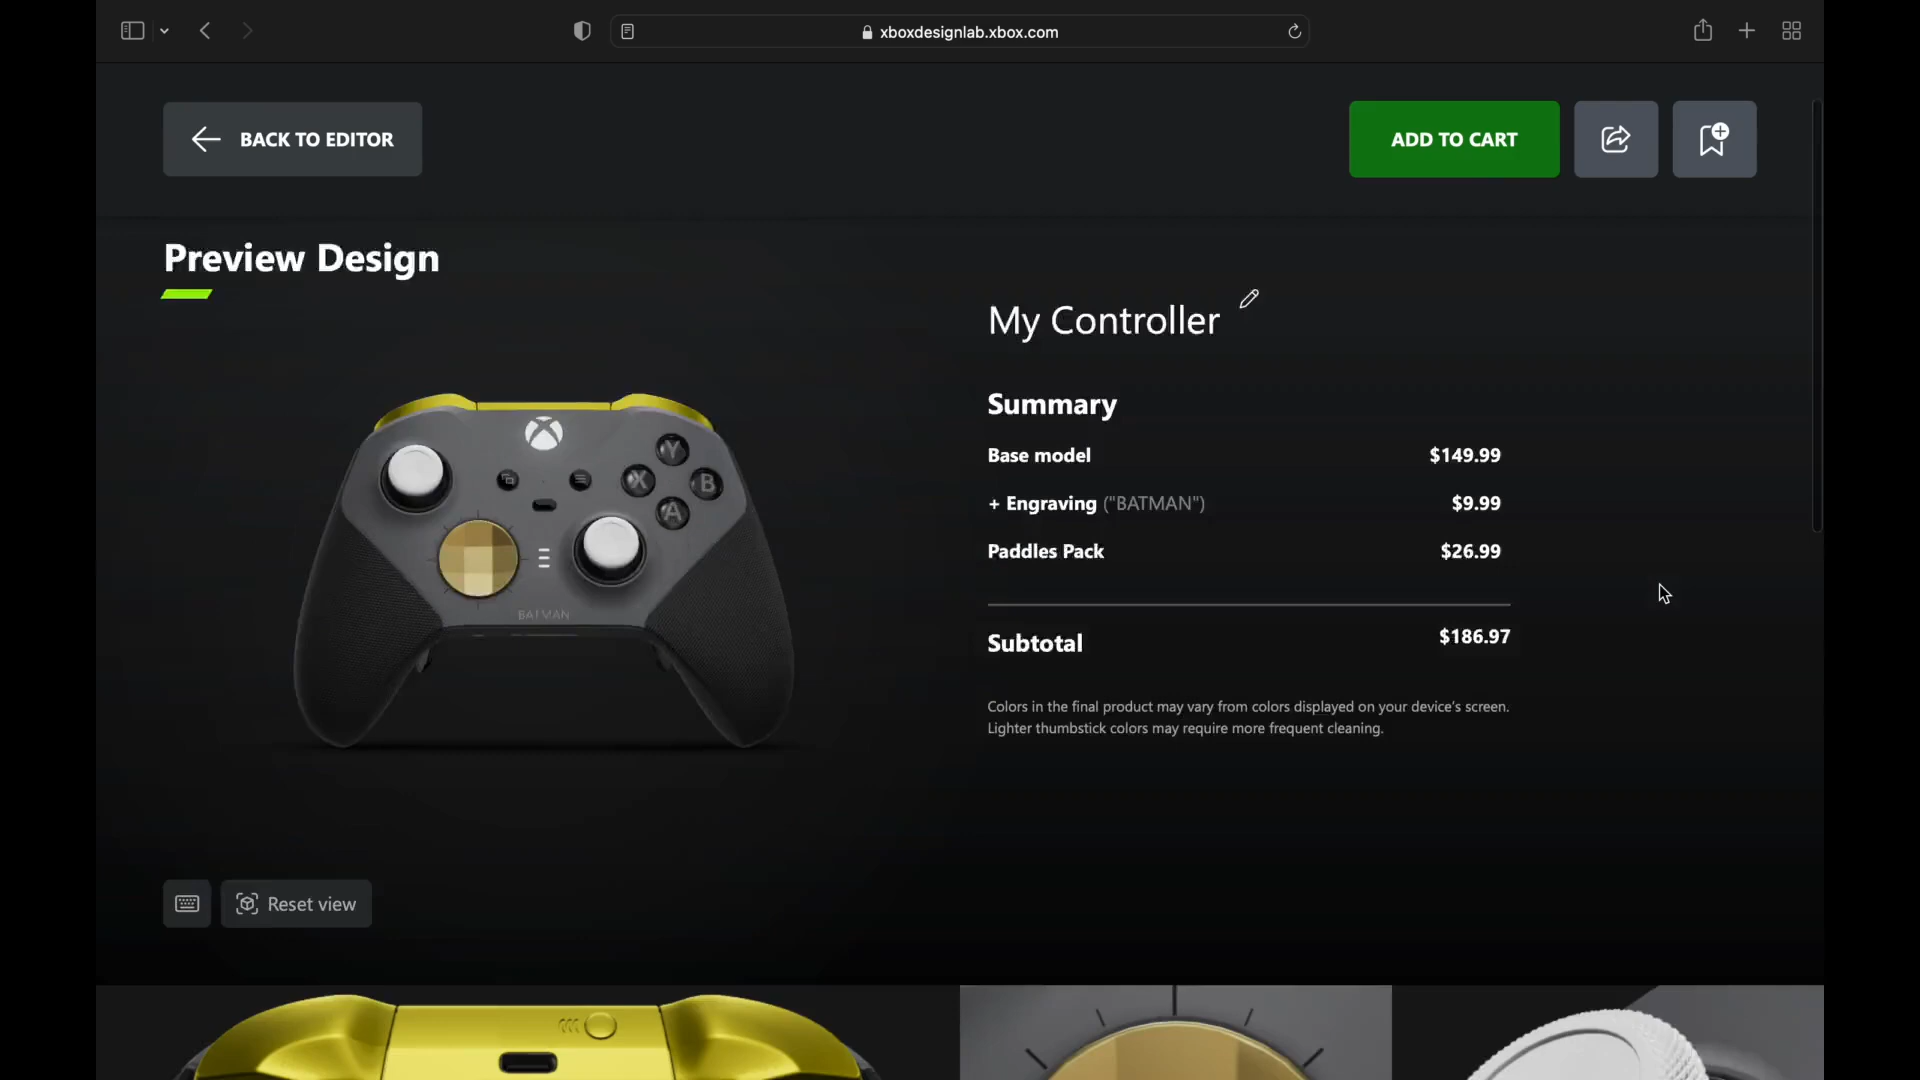 xboxdesignlab.xbox.com
BACK TO EDITOR
ADD TO CART
Preview Design
My Controller
Summary
Base model $149.99
+ Engraving ("BATMAN") $9.99
Paddles Pack $26.99
Subtotal $186.97
Colors in the final product may vary from colors displayed on your device's screen.
Lighter thumbstick colors may require more frequent cleaning.
Y
X
B
A
BATMAN
Reset view